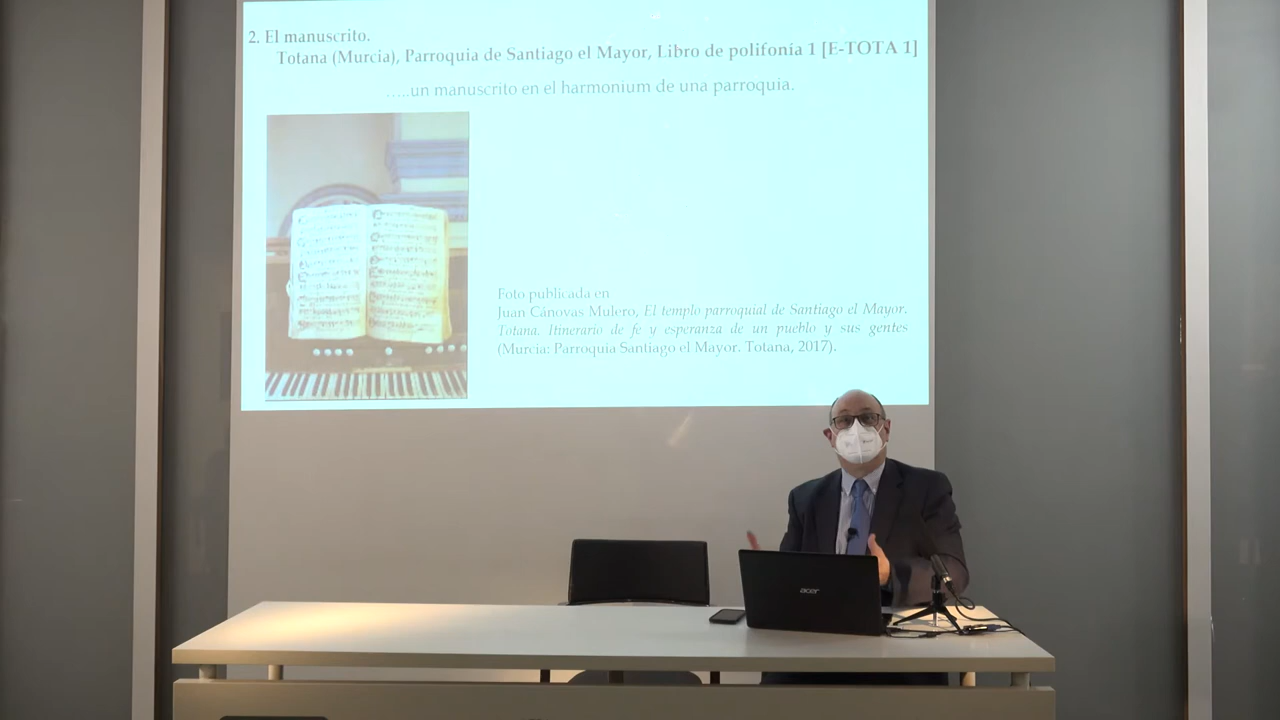 2. El manuscrito.
Totana (Murcia), Parroquia de Santiago el Mayor, Libro de polifonía 1 [E-TOTA 1]
.....un manuscrito en el harmonium de una parroquia.
Foto publicada en
Juan Cánovas Mulero, El templo parroquial de Santiago el Mayor.
Totana. Itinerario de fe y esperanza de un pueblo y sus gentes
(Murcia: Parroquia Santiago el Mayor. Totana, 2017).
acer